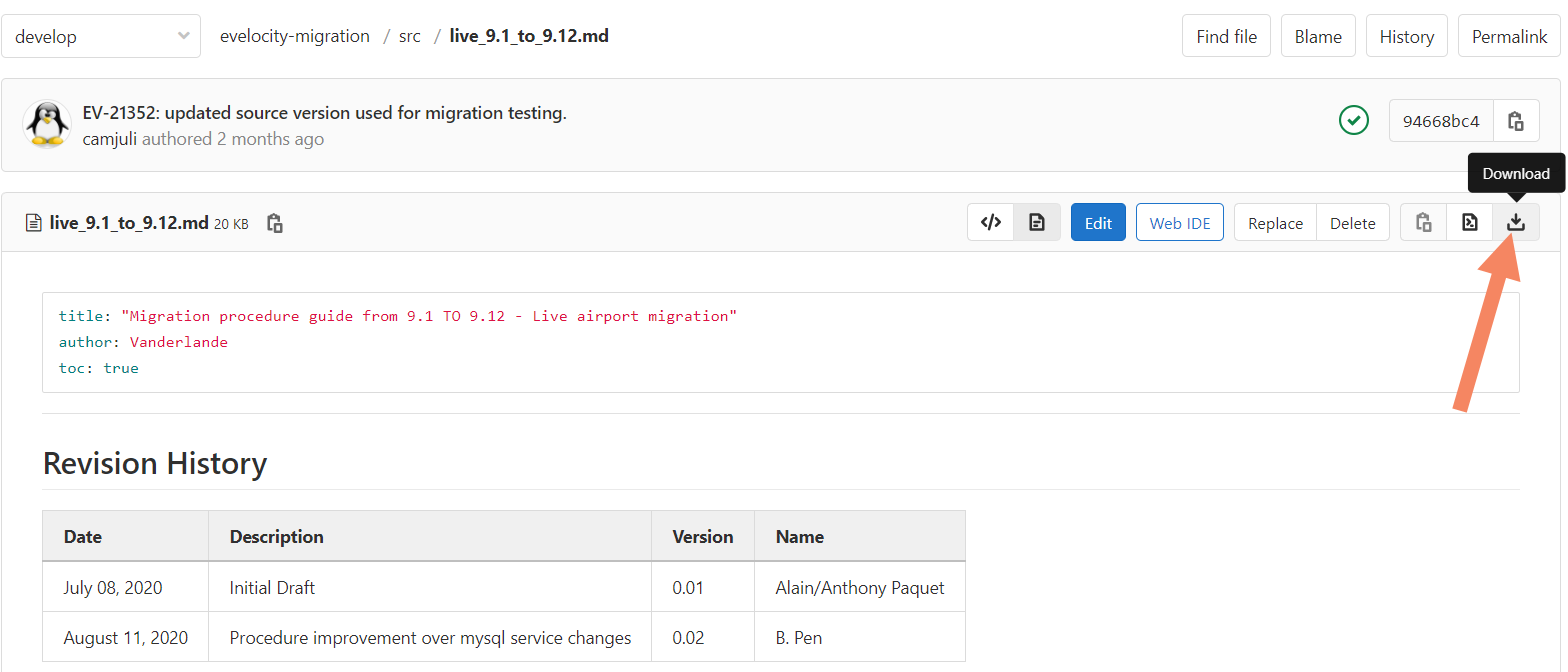 develop evelocity-migration / src / live_9.1_to_9.12.md Find file Blame History Permalink
EV-21352: updated source version used for migration testing.
camjuli authored 2 months ago
94668bc4
Download
live_9.1_to_9.12.md 20 KB </> Edit Web IDE Replace Delete
title: "Migration procedure guide from 9.1 TO 9.12 - Live airport migration"
author: Vanderlande
toc: true
Revision History
Date Description Version Name
July 08, 2020 Initial Draft 0.01 Alain/Anthony Paquet
August 11, 2020 Procedure improvement over mysql service changes 0.02 B. Pen